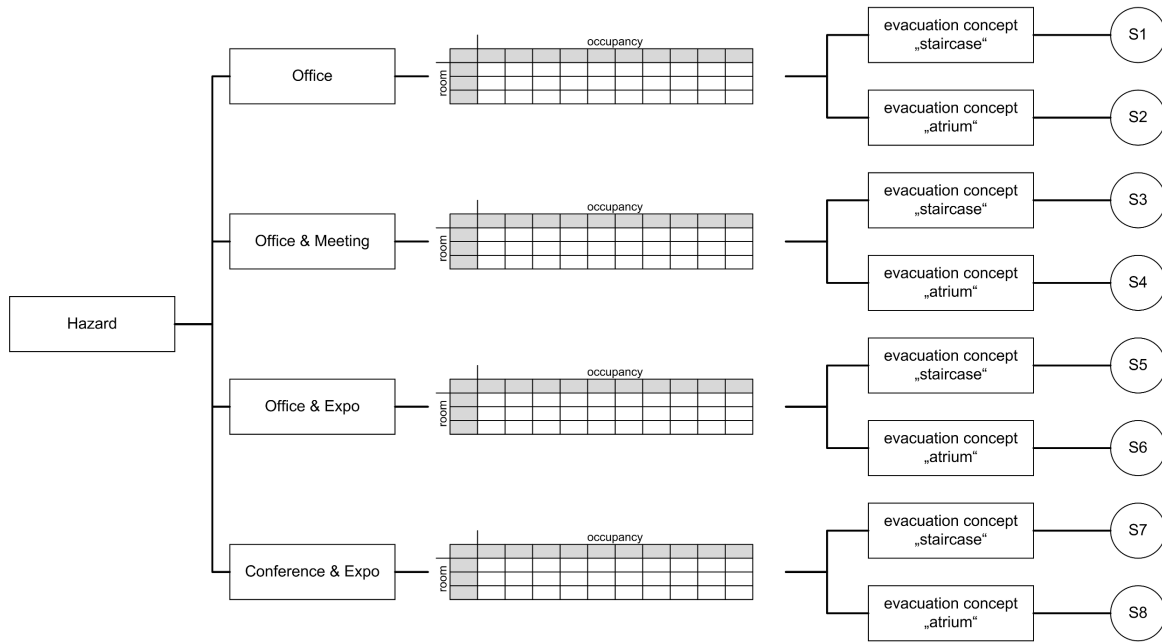 occupancy
room
Office
evacuation concept
„staircase“
S1
evacuation concept
„atrium“
S2
occupancy
room
Office & Meeting
evacuation concept
„staircase“
S3
evacuation concept
„atrium“
S4
Hazard
occupancy
room
Office & Expo
evacuation concept
„staircase“
S5
evacuation concept
„atrium“
S6
occupancy
room
Conference & Expo
evacuation concept
„staircase“
S7
evacuation concept
„atrium“
S8